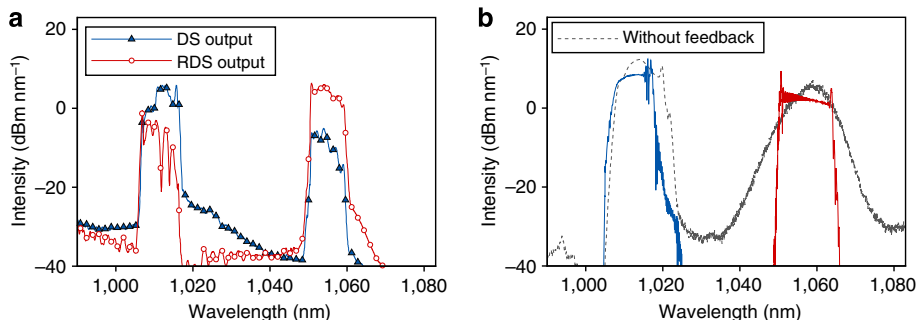 a
DS output
RDS output
Intensity (dBm nm−1)
20
0
−20
−40
1,000
1,020
1,040
1,060
1,080
Wavelength (nm)
b
Without feedback
Intensity (dBm nm−1)
20
0
−20
−40
1,000
1,020
1,040
1,060
1,080
Wavelength (nm)